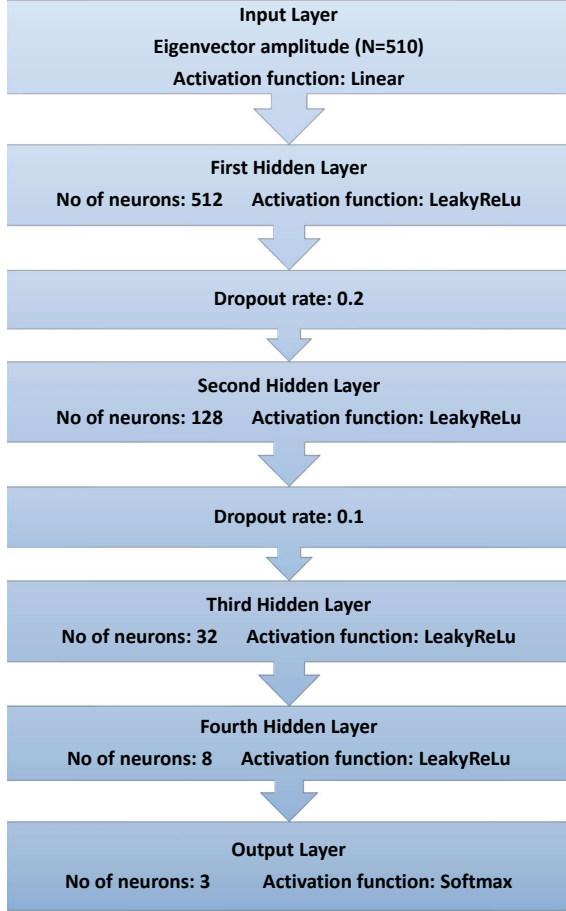 Input Layer
Eigenvector amplitude (N=510)
Activation function: Linear
First Hidden Layer
No of neurons: 512 Activation function: LeakyReLu
Dropout rate: 0.2
Second Hidden Layer
No of neurons: 128 Activation function: LeakyReLu
Dropout rate: 0.1
Third Hidden Layer
No of neurons: 32 Activation function: LeakyReLu
Fourth Hidden Layer
No of neurons: 8 Activation function: LeakyReLu
Output Layer
No of neurons: 3 Activation function: Softmax